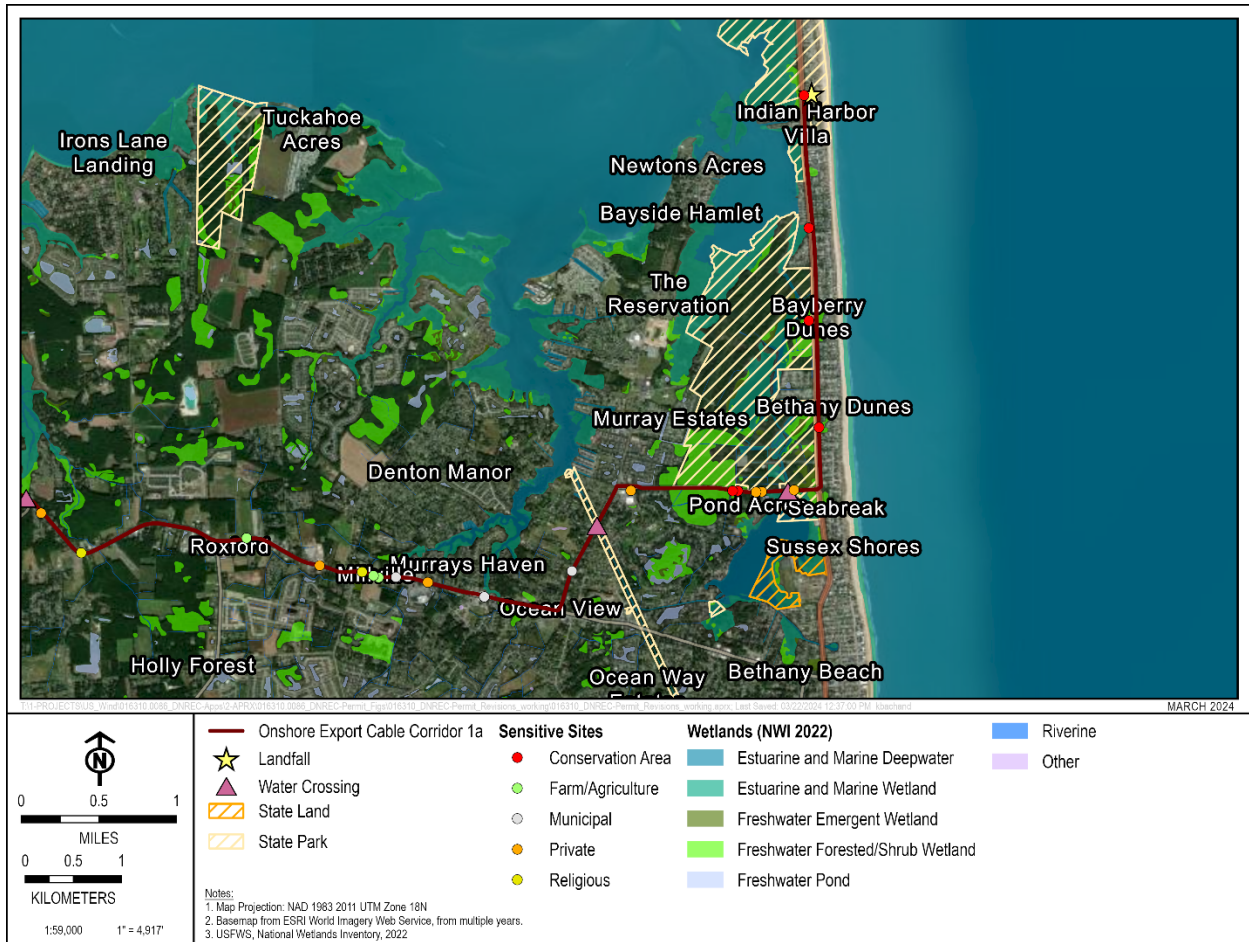 Tuckahoe
Acres
Irons Lane
Landing
Indian Harbor
Villa
Newtons Acres
Bayside Hamlet
The
Reservation
Bayberry
Dunes
Murray Estates
Bethany Dunes
Denton Manor
Pond Acres
Seabreak
Roxford
Sussex Shores
Millville
Murrays Haven
Ocean View
Holly Forest
Ocean Way
Bethany Beach
MARCH 2024
N
0 0.5 1
MILES
0 0.5 1
KILOMETERS
1:59,000 1" = 4,917'
Onshore Export Cable Corridor 1a
Landfall
Water Crossing
State Land
State Park
Sensitive Sites
Conservation Area
Farm/Agriculture
Municipal
Private
Religious
Wetlands (NWI 2022)
Estuarine and Marine Deepwater
Estuarine and Marine Wetland
Freshwater Emergent Wetland
Freshwater Forested/Shrub Wetland
Freshwater Pond
Riverine
Other
Notes:
1. Map Projection: NAD 1983 2011 UTM Zone 18N
2. Basemap from ESRI World Imagery Web Service, from multiple years.
3. USFWS, National Wetlands Inventory, 2022